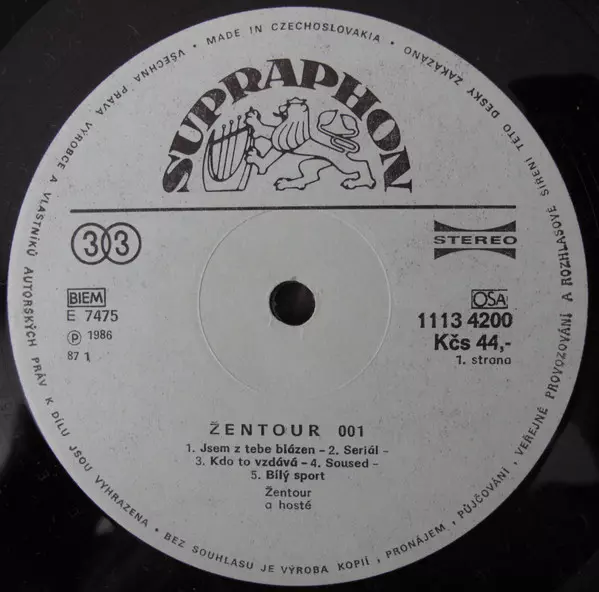 VŠECHNA PRÁVA VÝROBCE A VLASTNÍKŮ AUTORSKÝCH PRÁV K DÍLU JSOU VYHRAZENA • BEZ SOUHLASU JE VÝROBA KOPIÍ, PRONÁJEM, PŮJČOVÁNÍ, VEŘEJNÉ PROVOZOVÁNÍ A ROZHLASOVÉ ŠÍŘENÍ TÉTO DESKY ZAKÁZÁNO • MADE IN CZECHOSLOVAKIA •
SUPRAPHON
33
STEREO
BIEM
E 7475
℗ 1986
87 1
OSA
1113 4200
Kčs 44,-
1. strana
ŽENTOUR 001
1. Jsem z tebe blázen – 2. Seriál –
3. Kdo to vzdává – 4. Soused –
5. Bílý sport
Žentour
a hosté